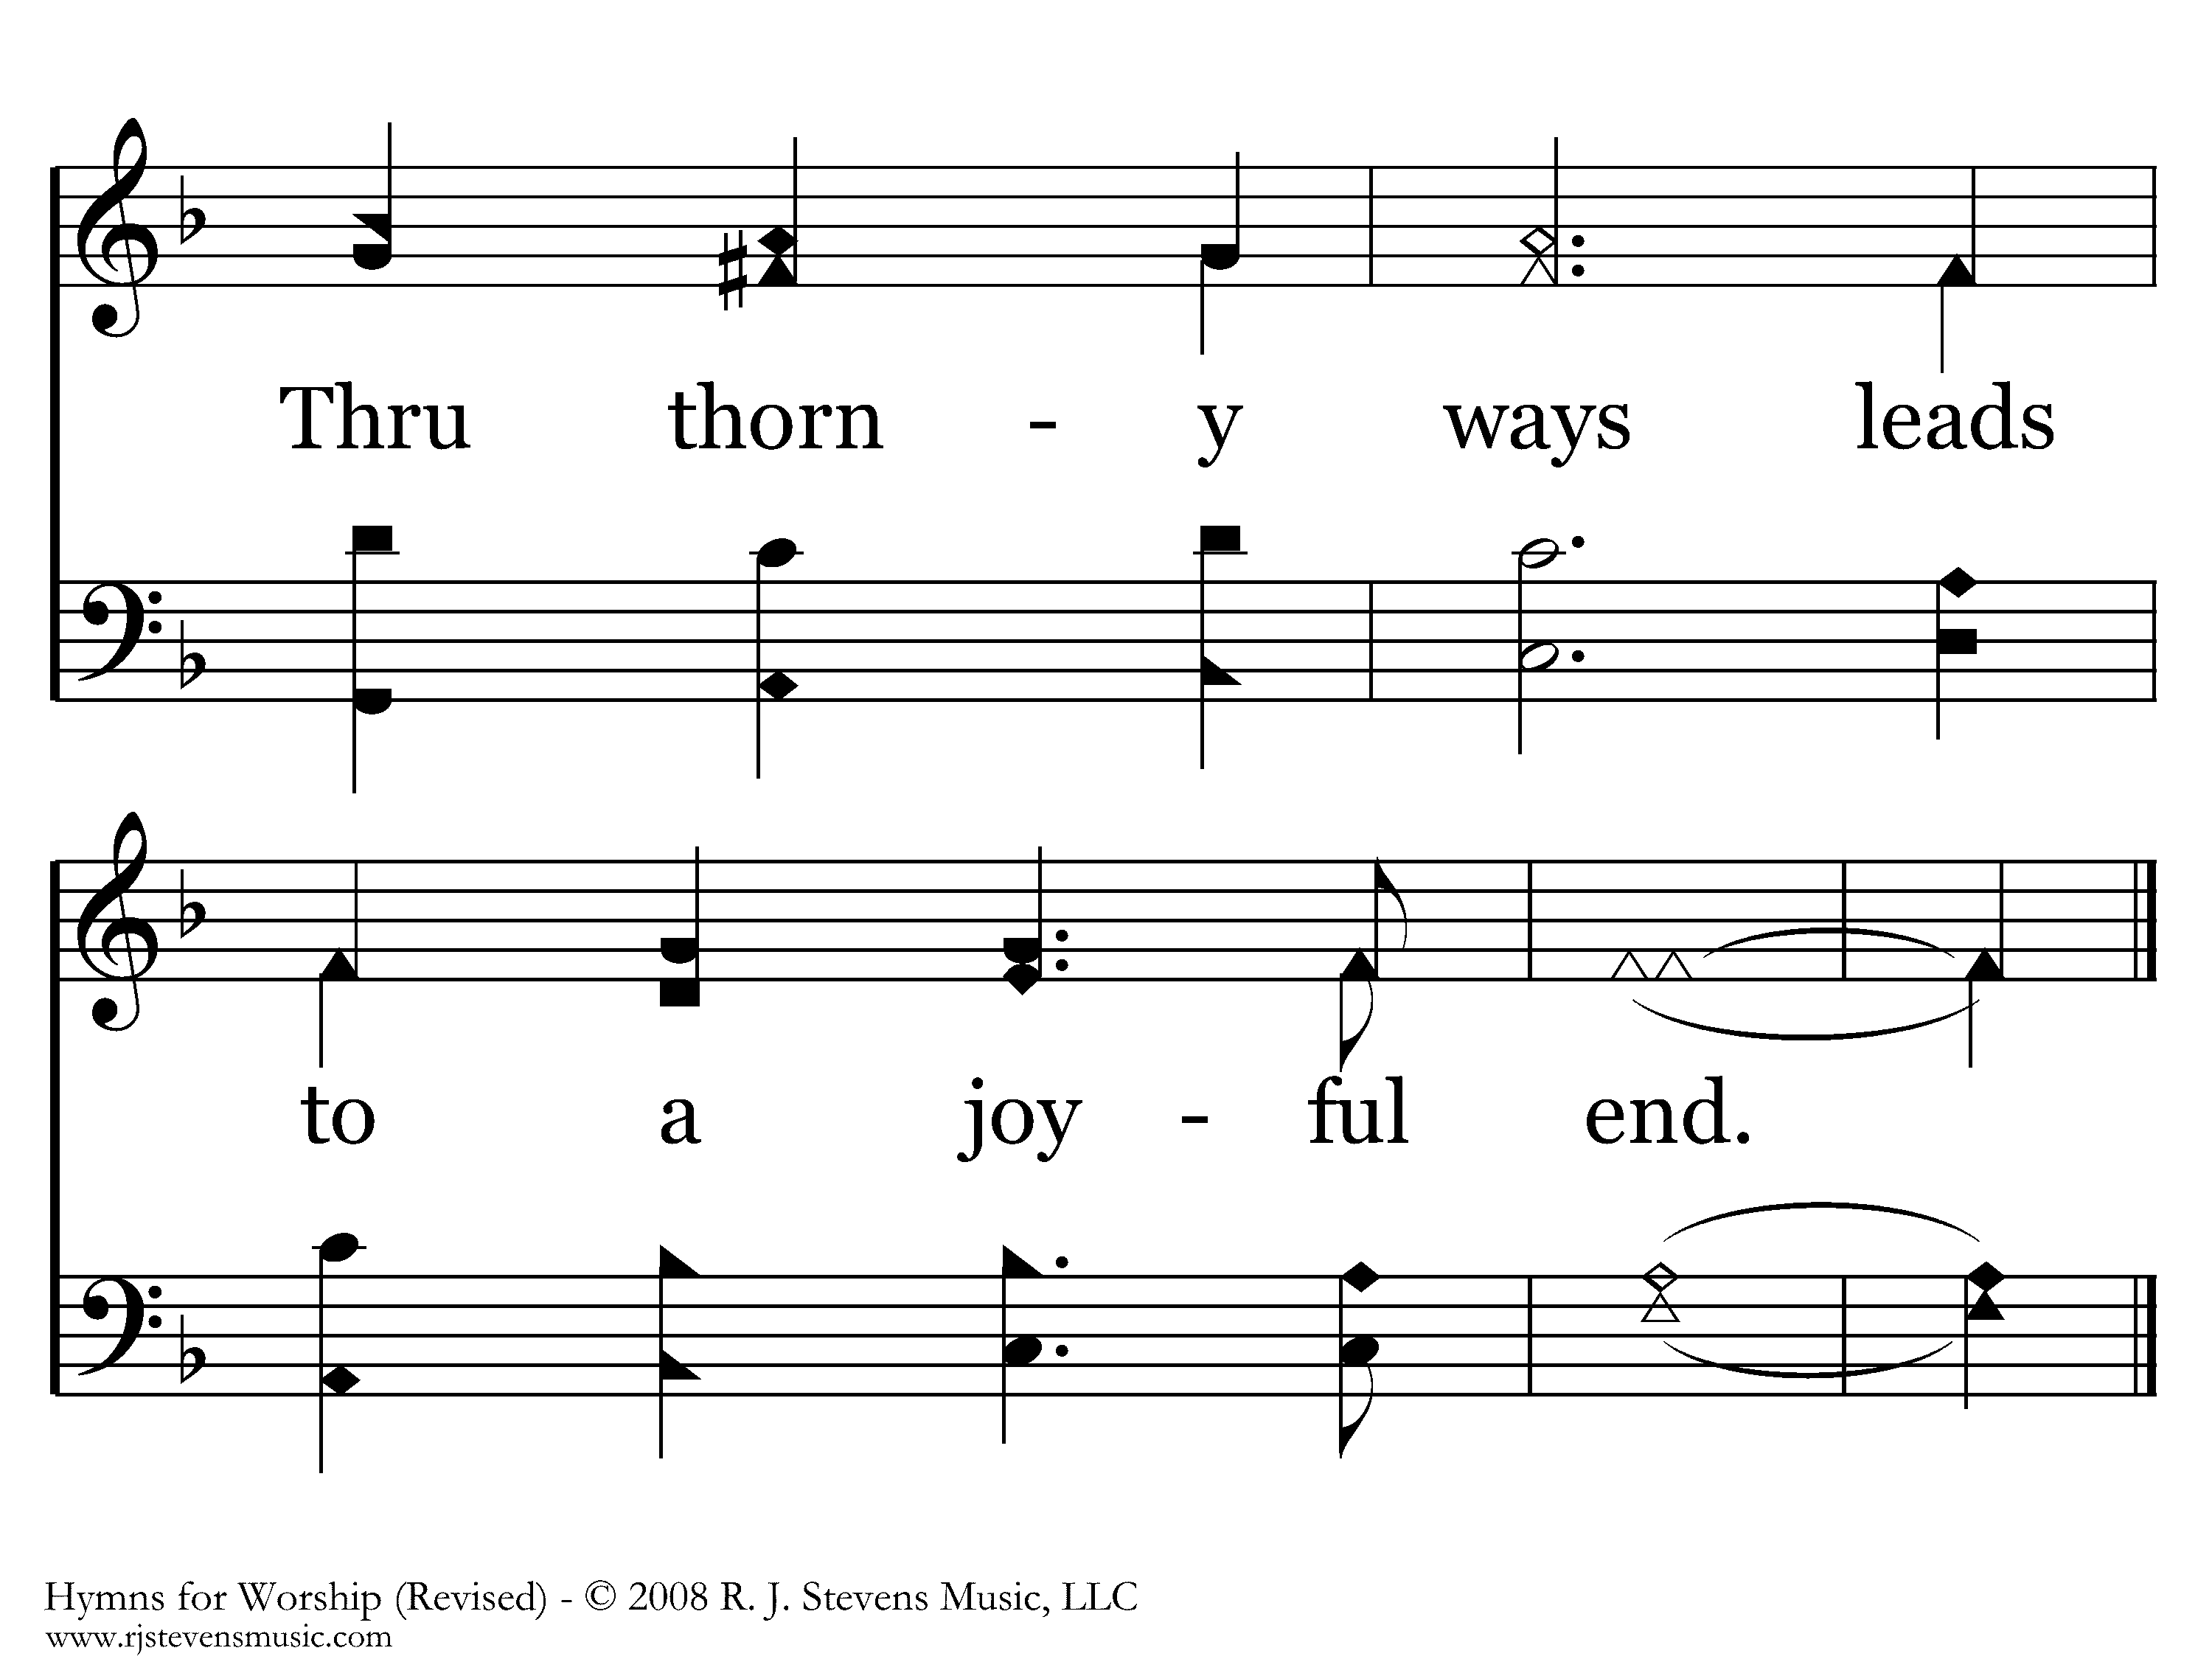 Thru thorn - y ways leads
to a joy - ful end.
Hymns for Worship (Revised) - © 2008 R. J. Stevens Music, LLC
www.rjstevensmusic.com